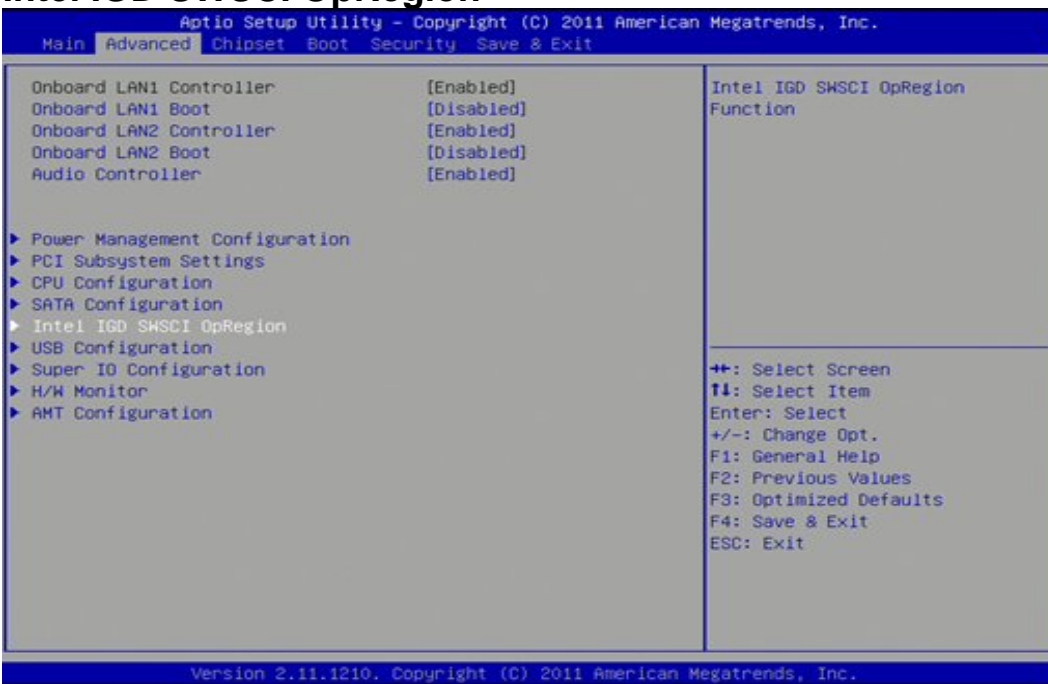 Intel IGD SWSCI OpRegion
Aptio Setup Utility - Copyright (C) 2011 American Megatrends, Inc.
Main Advanced Chipset Boot Security Save & Exit
Onboard LAN1 Controller [Enabled]
Onboard LAN1 Boot [Disabled]
Onboard LAN2 Controller [Enabled]
Onboard LAN2 Boot [Disabled]
Audio Controller [Enabled]
Power Management Configuration
PCI Subsystem Settings
CPU Configuration
SATA Configuration
Intel IGD SWSCI OpRegion
USB Configuration
Super IO Configuration
H/W Monitor
AMT Configuration
Intel IGD SWSCI OpRegion
Function
→←: Select Screen
↑↓: Select Item
Enter: Select
+/-: Change Opt.
F1: General Help
F2: Previous Values
F3: Optimized Defaults
F4: Save & Exit
ESC: Exit
Version 2.11.1210. Copyright (C) 2011 American Megatrends, Inc.